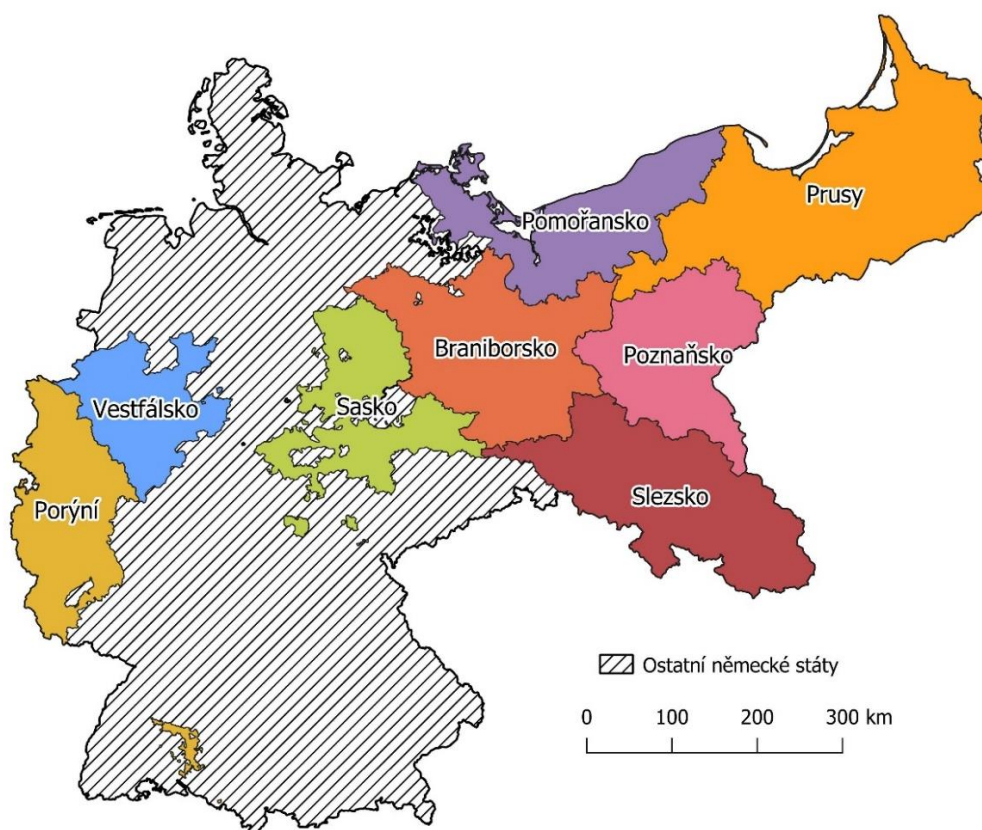 Prusy
Pomořansko
Braniborsko
Poznaňsko
Vestfálsko
Sasko
Porýní
Slezsko
Ostatní německé státy
0 100 200 300 km